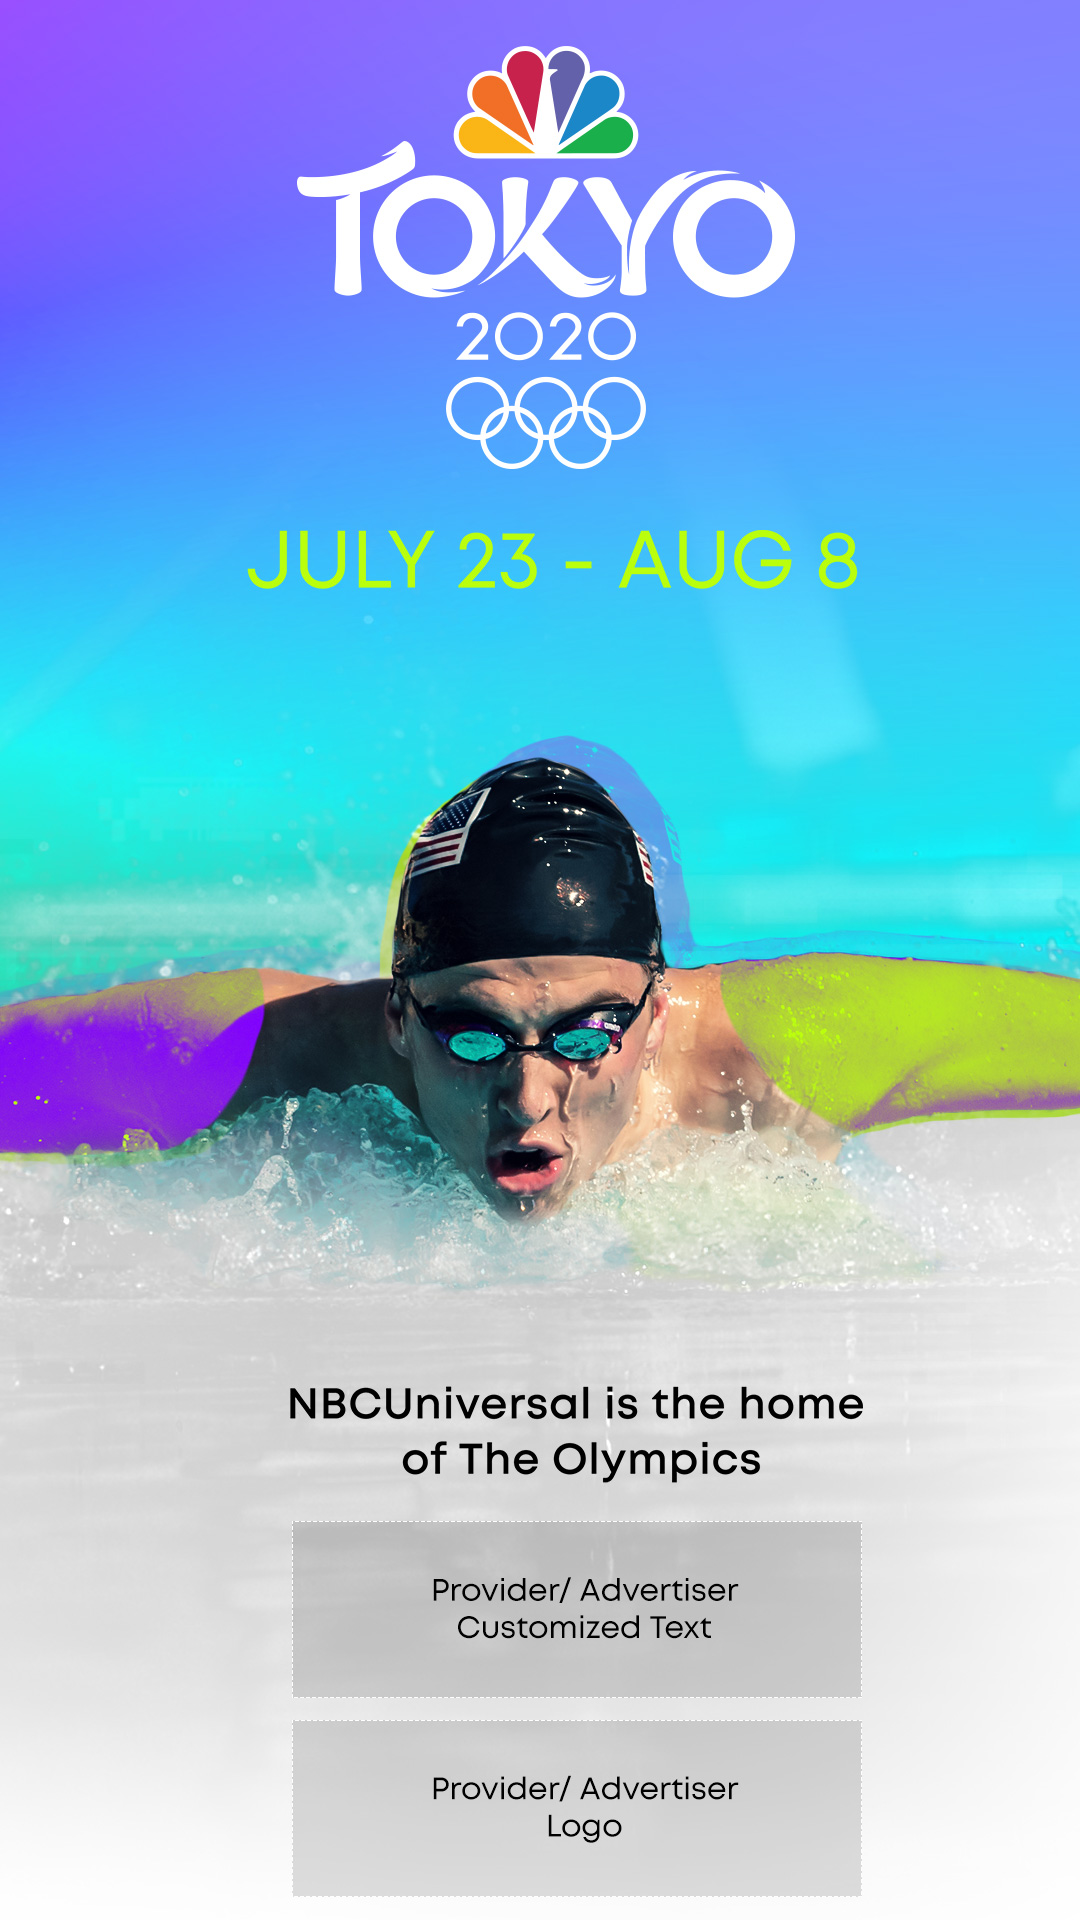 TOKYO
2020
JULY 23 - AUG 8
NBCUniversal is the home
of The Olympics
Provider/ Advertiser
Customized Text
Provider/ Advertiser
Logo